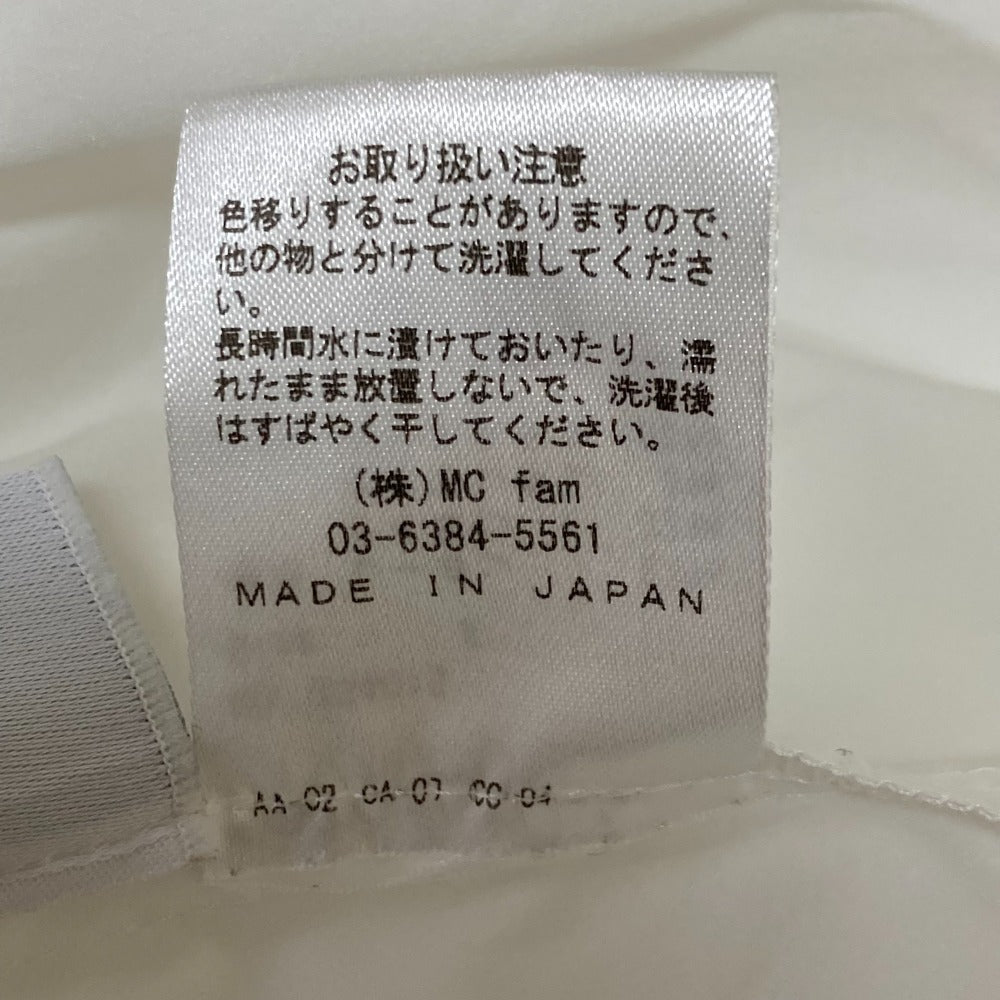 お取り扱い注意
色移りすることがありますので、
他の物と分けて洗濯してくださ
い。
長時間水に漬けておいたり、濡
れたまま放置しないで、洗濯後
はすばやく干してください。
(株)MC fam
03-6384-5561
MADE IN JAPAN
AA-02 CA-07 CC-04